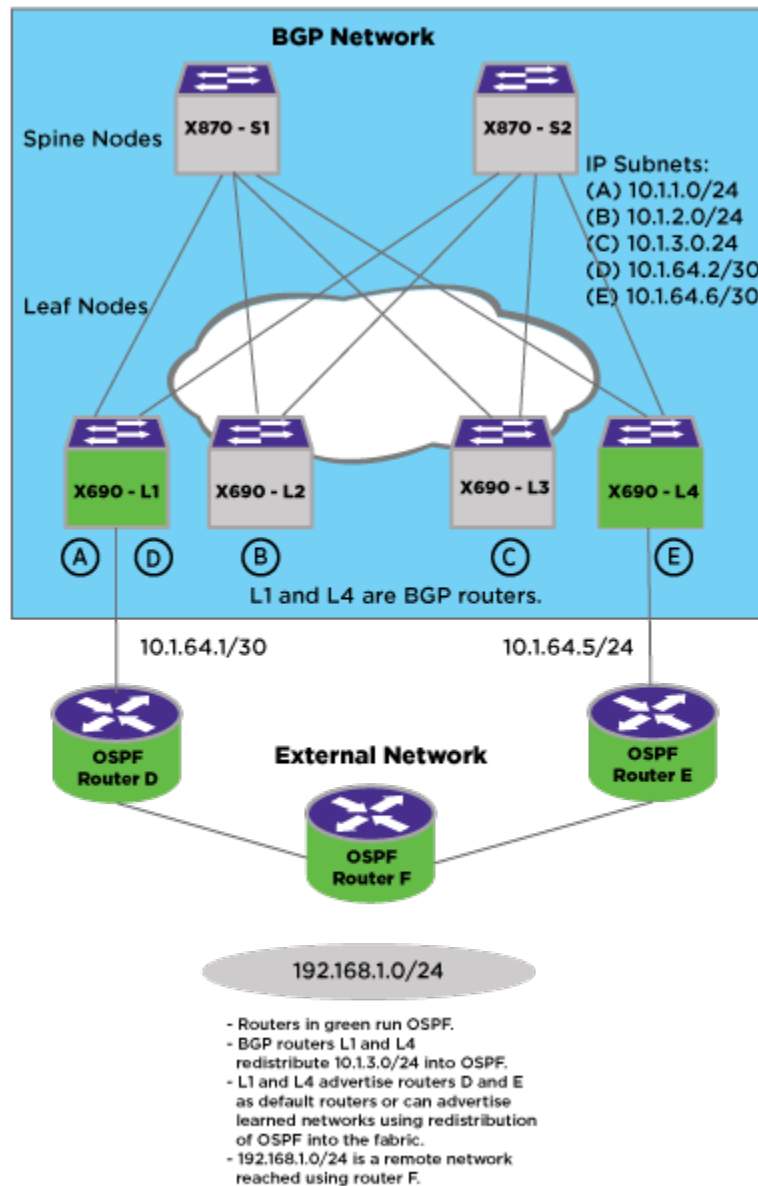 BGP Network
X870 - S1
X870 - S2
Spine Nodes
IP Subnets:
(A) 10.1.1.0/24
(B) 10.1.2.0/24
(C) 10.1.3.0.24
(D) 10.1.64.2/30
(E) 10.1.64.6/30
Leaf Nodes
X690 - L1
X690 - L2
X690 - L3
X690 - L4
A
D
B
C
E
L1 and L4 are BGP routers.
10.1.64.1/30
10.1.64.5/24
OSPF
Router D
External Network
OSPF
Router E
OSPF
Router F
192.168.1.0/24
- Routers in green run OSPF.
- BGP routers L1 and L4
redistribute 10.1.3.0/24 into OSPF.
- L1 and L4 advertise routers D and E
as default routers or can advertise
learned networks using redistribution
of OSPF into the fabric.
- 192.168.1.0/24 is a remote network
reached using router F.